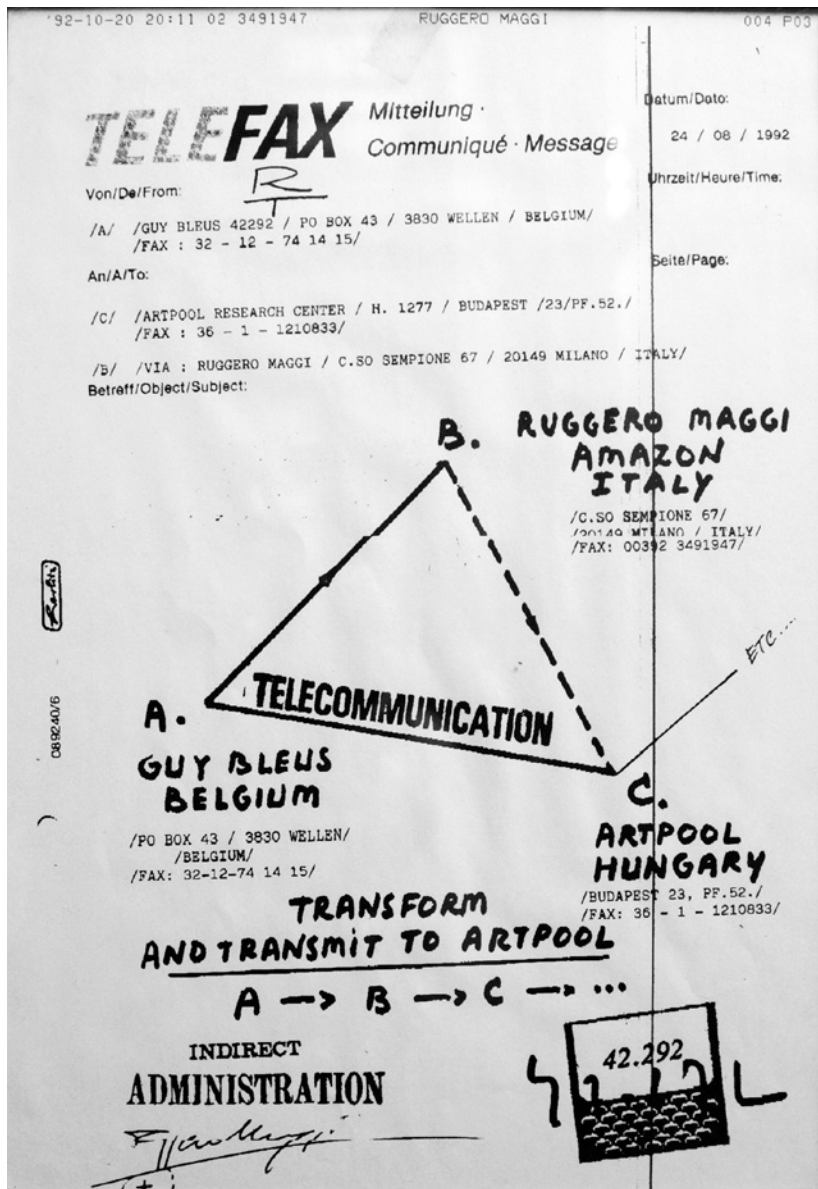 '92-10-20 20:11 02 3491947 RUGGERO MAGGI 004 P03
TELEFAX Mitteilung ·
Communiqué · Message
Datum/Date:
24 / 08 / 1992
R
Von/De/From:
Uhrzeit/Heure/Time:
/A/ /GUY BLEUS 42292 / PO BOX 43 / 3830 WELLEN / BELGIUM/
/FAX : 32 - 12 - 74 14 15/
An/A/To:
Seite/Page:
/C/ /ARTPOOL RESEARCH CENTER / H. 1277 / BUDAPEST /23/PF.52./
/FAX : 36 - 1 - 1210833/
/B/ /VIA : RUGGERO MAGGI / C.SO SEMPIONE 67 / 20149 MILANO / ITALY/
Betreff/Object/Subject:
B. RUGGERO MAGGI
AMAZON
ITALY
/C.SO SEMPIONE 67/
/20149 MILANO / ITALY/
/FAX: 00392 3491947/
ETC....
TELECOMMUNICATION
A.
GUY BLEUS
BELGIUM
/PO BOX 43 / 3830 WELLEN/
/BELGIUM/
/FAX: 32-12-74 14 15/
089240/6
C.
ARTPOOL
HUNGARY
/BUDAPEST 23, PF.52./
/FAX: 36 - 1 - 1210833/
TRANSFORM
AND TRANSMIT TO ARTPOOL
A —> B —> C —> ...
INDIRECT
ADMINISTRATION
42.292